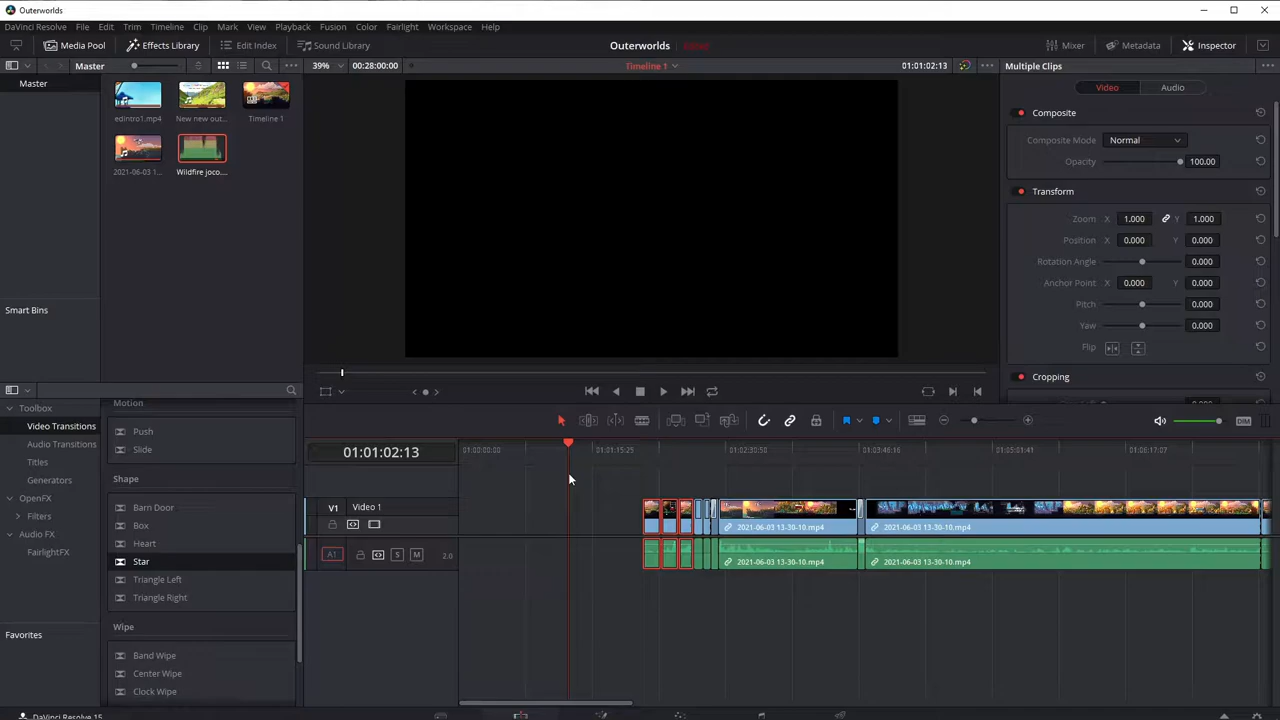 Outerworlds
DaVinci Resolve File Edit Trim Timeline Clip Mark View Playback Fusion Color Fairlight Workspace Help
Media Pool Effects Library Edit Index Sound Library Outerworlds Mixer Metadata Inspector
Master 39% 00:28:00:00 Timeline 1 01:01:02:13 Multiple Clips
Master
edintro1.mp4 New new out... Timeline 1
2021-06-03 1... Wildfire joco...
Smart Bins
Video Audio
Composite
Composite Mode Normal
Opacity 100.00
Transform
Zoom X 1.000 Y 1.000
Position X 0.000 Y 0.000
Rotation Angle 0.000
Anchor Point X 0.000 Y 0.000
Pitch 0.000
Yaw 0.000
Flip
Cropping
Toolbox
Video Transitions
Audio Transitions
Titles
Generators
OpenFX
Filters
Audio FX
FairlightFX
Favorites
Motion
Push
Slide
Shape
Barn Door
Box
Heart
Star
Triangle Left
Triangle Right
Wipe
Band Wipe
Center Wipe
Clock Wipe
DIM
01:01:02:13 01:00:00:00 01:01:15:25 01:02:30:50 01:03:46:16 01:05:01:41 01:06:17:07
V1 Video 1
2021-06-03 13-30-10.mp4 2021-06-03 13-30-10.mp4
A1 S M 2.0
2021-06-03 13-30-10.mp4 2021-06-03 13-30-10.mp4
DaVinci Resolve 15